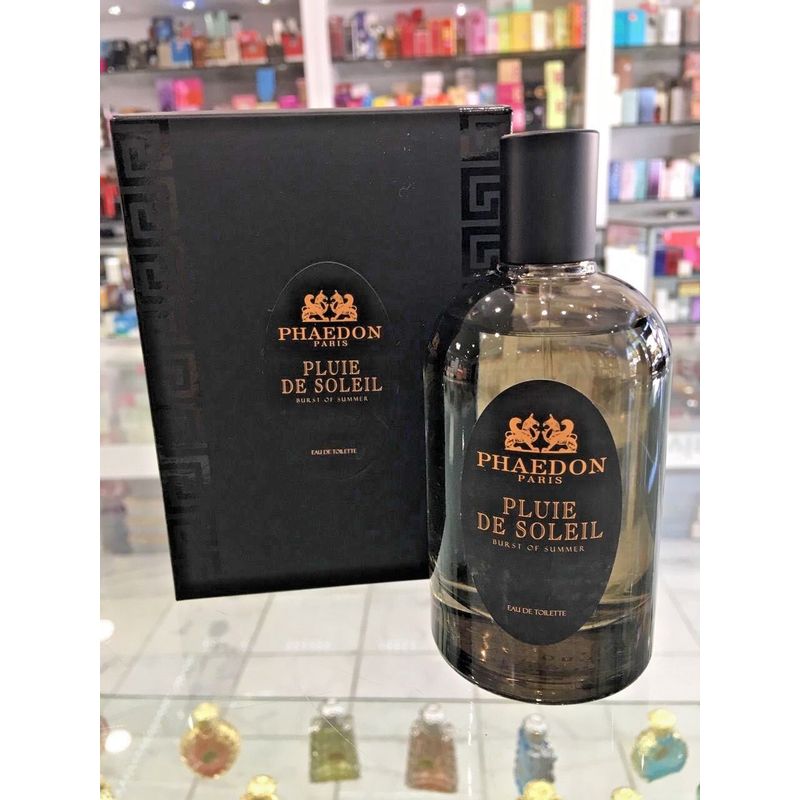 PHAEDON
PARIS
PLUIE
DE SOLEIL
BURST OF SUMMER
EAU DE TOILETTE
PHAEDON
PARIS
PLUIE
DE SOLEIL
BURST OF SUMMER
EAU DE TOILETTE